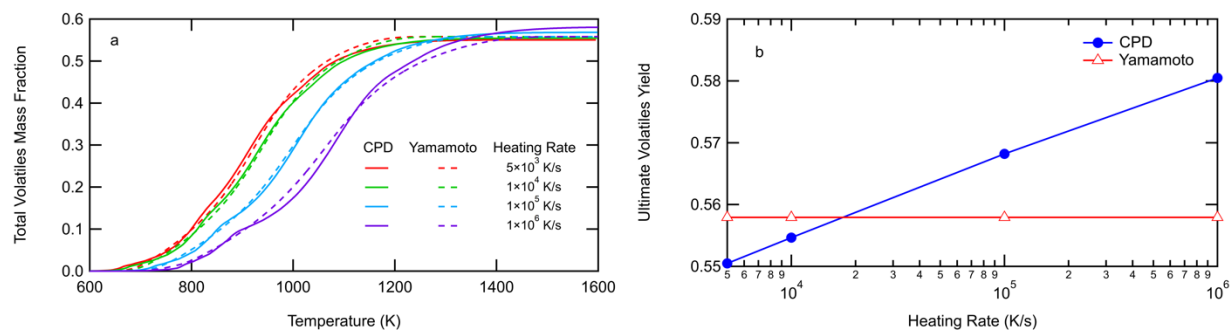 a
0.6
0.5
0.4
0.3
0.2
0.1
0.0
Total Volatiles Mass Fraction
CPD Yamamoto Heating Rate
5×10³ K/s
1×10⁴ K/s
1×10⁵ K/s
1×10⁶ K/s
600 800 1000 1200 1400 1600
Temperature (K)
b
0.59
0.58
0.57
0.56
0.55
Ultimate Volatiles Yield
CPD
Yamamoto
5 6 7 8 9 2 3 4 5 6 7 8 9 2 3 4 5 6 7 8 9
10⁴ 10⁵ 10⁶
Heating Rate (K/s)